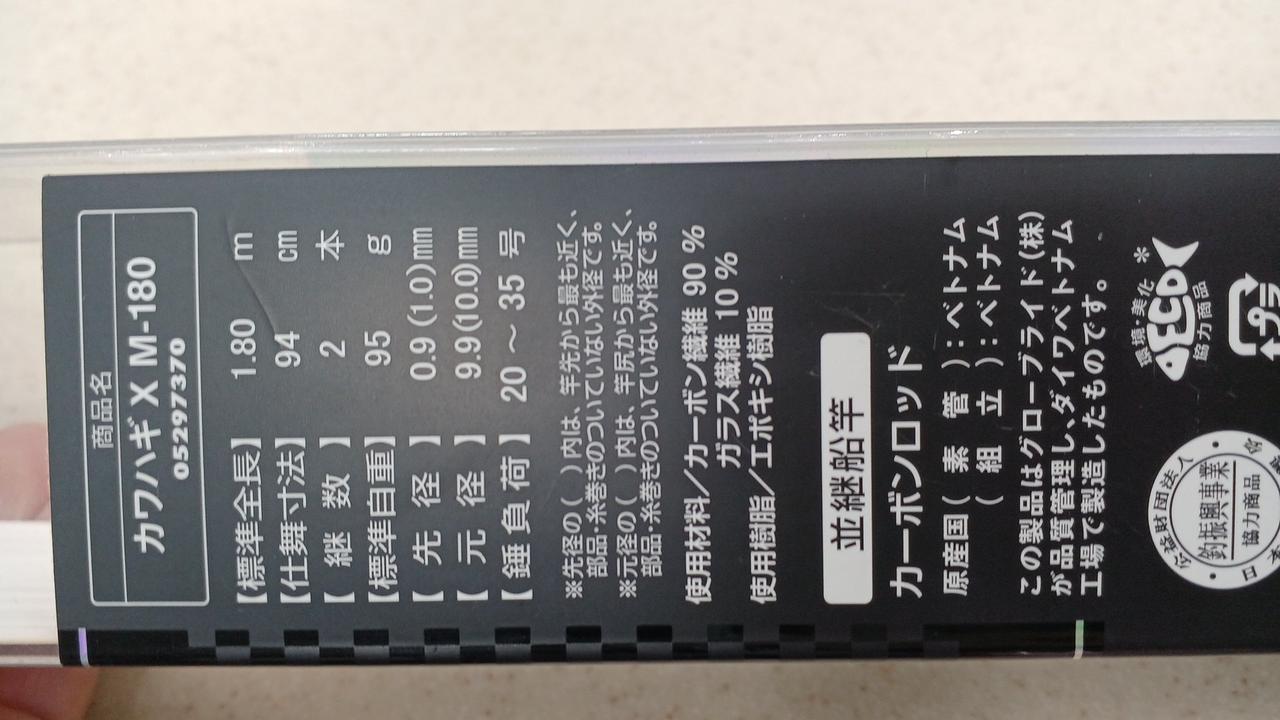 商品名
カワハギ X M-180
05297370
【標準全長】 1.80 m
【仕舞寸法】 94 cm
【継数】 2 本
【標準自重】 95 g
【先径】 0.9(1.0)mm
【元径】 9.9(10.0)mm
【錘負荷】 20 ～ 35 号
※先径の( )内は、竿先から最も近く、
部品・糸巻きのついていない外径です。
※元径の( )内は、竿尻から最も近く、
部品・糸巻きのついていない外径です。
使用材料/カーボン繊維 90 %
ガラス繊維 10 %
使用樹脂/エポキシ樹脂
並継船竿
カーボンロッド
原産国(素管):ベトナム
(組立):ベトナム
この製品はグローブライド(株)
が品質管理し、ダイワベトナム
工場で製造したものです。
環境・美化 *
ECO
協力商品
公益財団法人
釣振興事業
協力商品
日本
プラ